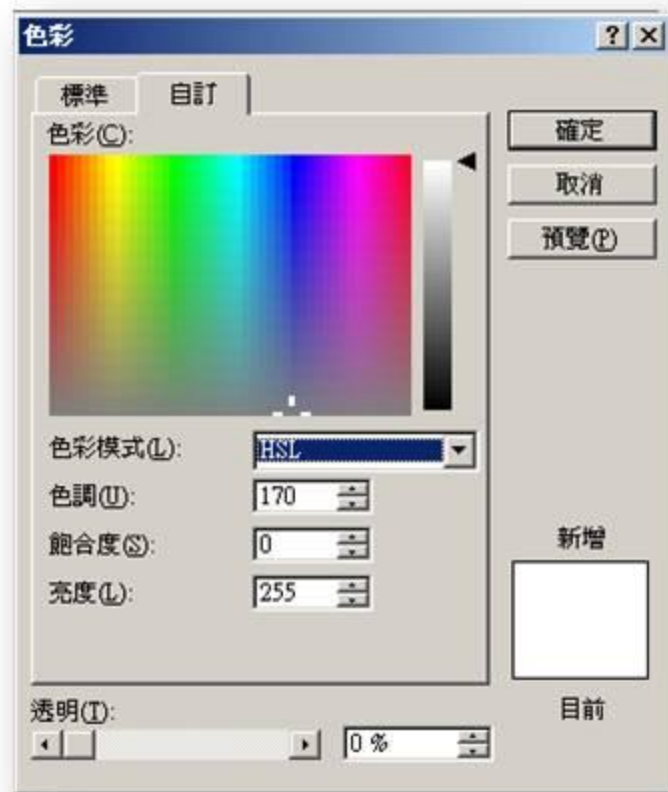 色彩
標準 自訂
色彩(C):
確定
取消
預覽(P)
色彩模式(L): HSL
色調(U): 170
飽合度(S): 0
亮度(L): 255
新增
目前
透明(T):
0 %